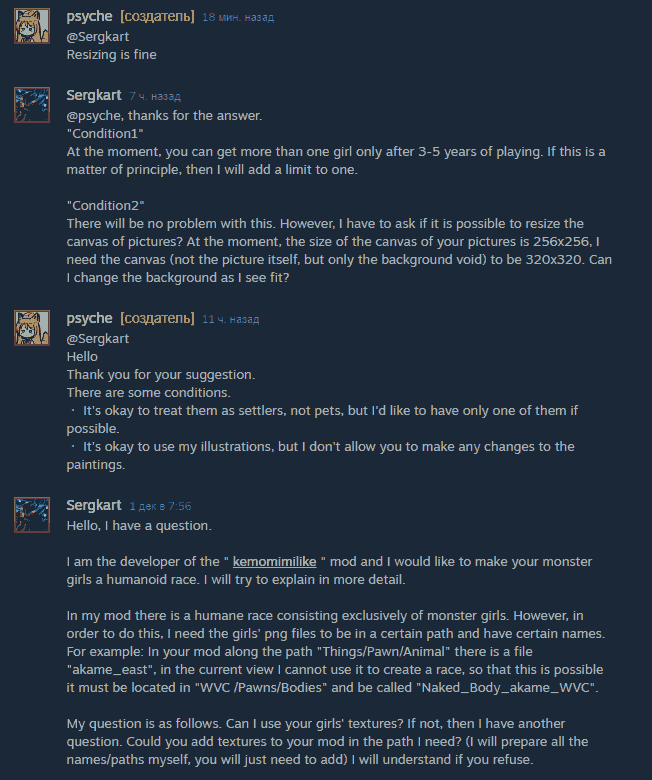 psyche [создатель] 18 мин. назад
@Sergkart
Resizing is fine
Sergkart 7 ч. назад
@psyche, thanks for the answer.
"Condition1"
At the moment, you can get more than one girl only after 3-5 years of playing. If this is a
matter of principle, then I will add a limit to one.
"Condition2"
There will be no problem with this. However, I have to ask if it is possible to resize the
canvas of pictures? At the moment, the size of the canvas of your pictures is 256x256, I
need the canvas (not the picture itself, but only the background void) to be 320x320. Can
I change the background as I see fit?
psyche [создатель] 11 ч. назад
@Sergkart
Hello
Thank you for your suggestion.
There are some conditions.
・ It's okay to treat them as settlers, not pets, but I'd like to have only one of them if
possible.
・ It's okay to use my illustrations, but I don't allow you to make any changes to the
paintings.
Sergkart 1 дек в 7:56
Hello, I have a question.
I am the developer of the " kemomimilike " mod and I would like to make your monster
girls a humanoid race. I will try to explain in more detail.
In my mod there is a humane race consisting exclusively of monster girls. However, in
order to do this, I need the girls' png files to be in a certain path and have certain names.
For example: In your mod along the path "Things/Pawn/Animal" there is a file
"akame_east", in the current view I cannot use it to create a race, so that this is possible
it must be located in "WVC /Pawns/Bodies" and be called "Naked_Body_akame_WVC".
My question is as follows. Can I use your girls' textures? If not, then I have another
question. Could you add textures to your mod in the path I need? (I will prepare all the
names/paths myself, you will just need to add) I will understand if you refuse.